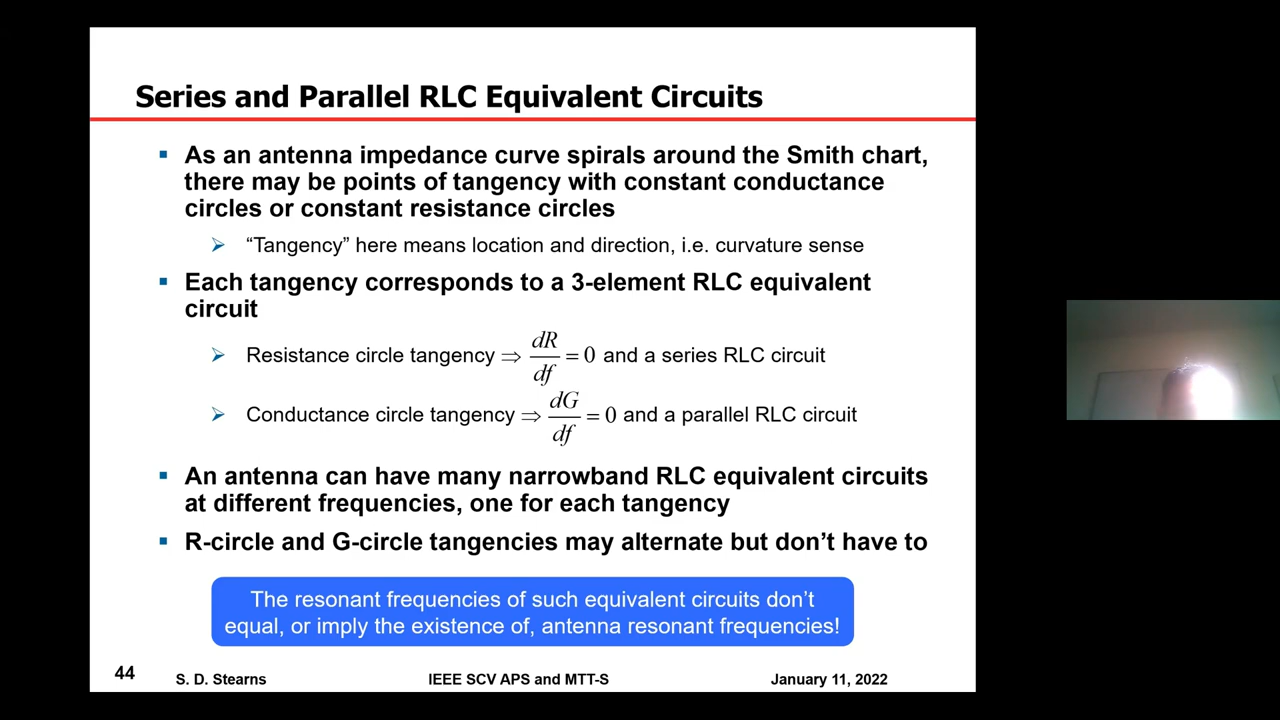 Series and Parallel RLC Equivalent Circuits
▪ As an antenna impedance curve spirals around the Smith chart,
there may be points of tangency with constant conductance
circles or constant resistance circles
➢ “Tangency” here means location and direction, i.e. curvature sense
▪ Each tangency corresponds to a 3-element RLC equivalent
circuit
➢ Resistance circle tangency ⇒ dR/df = 0 and a series RLC circuit
➢ Conductance circle tangency ⇒ dG/df = 0 and a parallel RLC circuit
▪ An antenna can have many narrowband RLC equivalent circuits
at different frequencies, one for each tangency
▪ R-circle and G-circle tangencies may alternate but don’t have to
The resonant frequencies of such equivalent circuits don’t
equal, or imply the existence of, antenna resonant frequencies!
44 S. D. Stearns IEEE SCV APS and MTT-S January 11, 2022